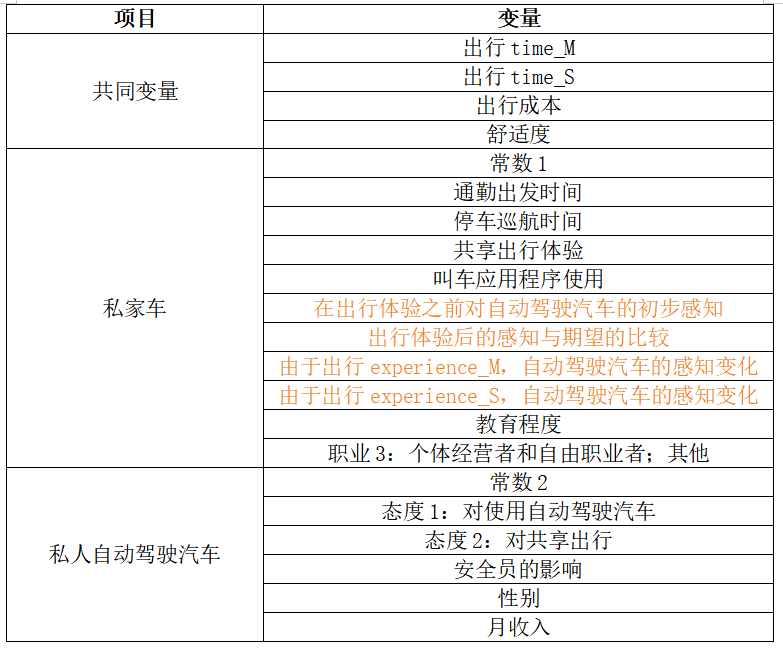 项目
变量
共同变量
出行 time_M
出行 time_S
出行成本
舒适度
私家车
常数 1
通勤出发时间
停车巡航时间
共享出行体验
叫车应用程序使用
在出行体验之前对自动驾驶汽车的初步感知
出行体验后的感知与期望的比较
由于出行 experience_M，自动驾驶汽车的感知变化
由于出行 experience_S，自动驾驶汽车的感知变化
教育程度
职业 3：个体经营者和自由职业者；其他
私人自动驾驶汽车
常数 2
态度 1：对使用自动驾驶汽车
态度 2：对共享出行
安全员的影响
性别
月收入